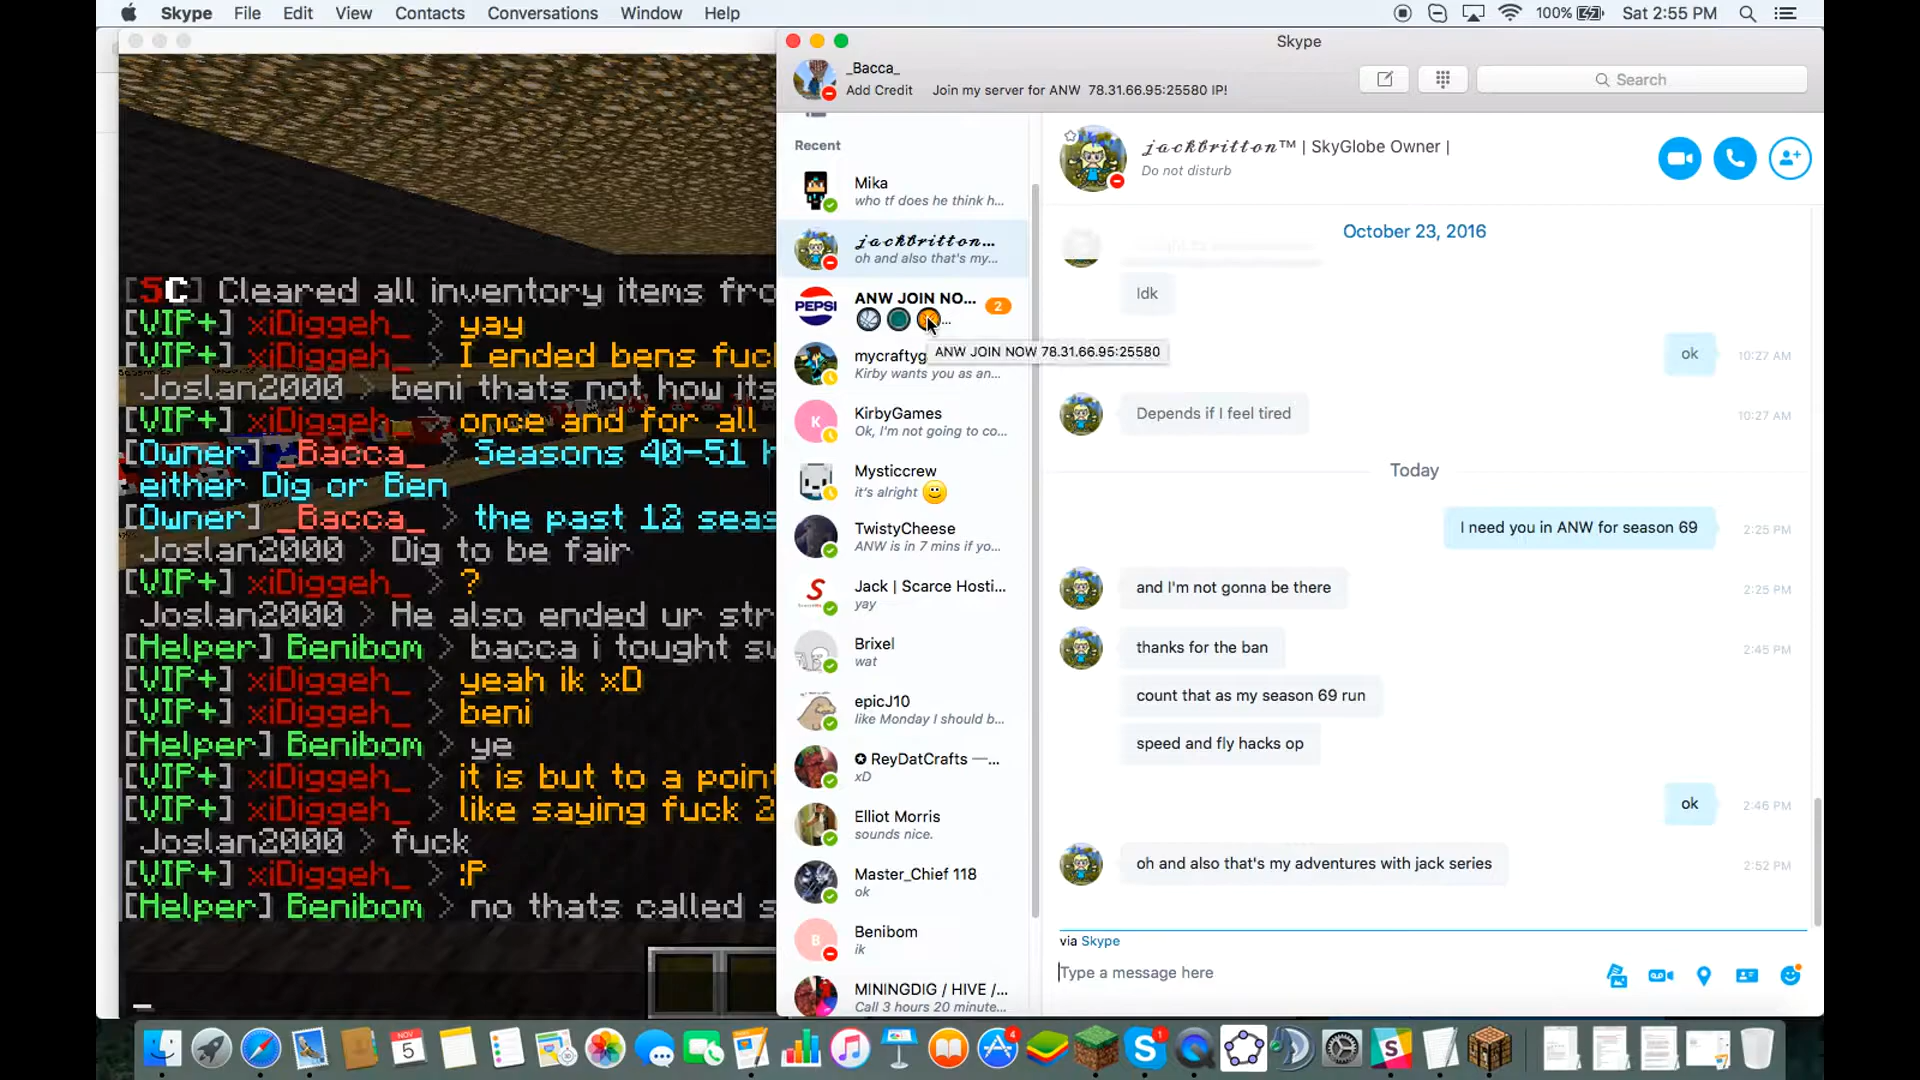 Skype File Edit View Contacts Conversations Window Help
100% Sat 2:55 PM
Skype
_Bacca_
Add Credit Join my server for ANW 78.31.66.95:25580 IP!
Search
Recent
Mika
who tf does he think h...
𝒿𝒶𝒸𝓀𝒷𝓇𝒾𝓉𝓉𝑜𝓃...
oh and also that's my...
PEPSI
ANW JOIN NO... 2
...
ANW JOIN NOW 78.31.66.95:25580
mycraftyg
Kirby wants you as an...
K
KirbyGames
Ok, I'm not going to co...
Mysticcrew
it's alright
TwistyCheese
ANW is in 7 mins if yo...
Jack | Scarce Hosti...
yay
Brixel
wat
epicJ10
like Monday I should b...
✪ ReyDatCrafts —...
xD
Elliot Morris
sounds nice.
Master_Chief 118
ok
B
Benibom
ik
MININGDIG / HIVE /...
Call 3 hours 20 minute...
𝒿𝒶𝒸𝓀𝒷𝓇𝒾𝓉𝓉𝑜𝓃™ | SkyGlobe Owner |
Do not disturb
October 23, 2016
Idk
ok 10:27 AM
Depends if I feel tired 10:27 AM
Today
I need you in ANW for season 69 2:25 PM
and I'm not gonna be there 2:25 PM
thanks for the ban 2:45 PM
count that as my season 69 run
speed and fly hacks op
ok 2:46 PM
oh and also that's my adventures with jack series 2:52 PM
via Skype
Type a message here
[SC] Cleared all inventory items fro
[VIP+] xiDiggeh_ > yay
[VIP+] xiDiggeh_ > I ended bens fuc
Joslan2000 > beni thats not how its
[VIP+] xiDiggeh_ > once and for all
[Owner] _Bacca_ > Seasons 40-51 h
either Dig or Ben
[Owner] _Bacca_ > the past 12 seas
Joslan2000 > Dig to be fair
[VIP+] xiDiggeh_ > ?
Joslan2000 > He also ended ur str
[Helper] Benibom > bacca i tought su
[VIP+] xiDiggeh_ > yeah ik xD
[VIP+] xiDiggeh_ > beni
[Helper] Benibom > ye
[VIP+] xiDiggeh_ > it is but to a point
[VIP+] xiDiggeh_ > like saying fuck 2
Joslan2000 > fuck
[VIP+] xiDiggeh_ > :P
[Helper] Benibom > no thats called s
_
NOV
5
4
1